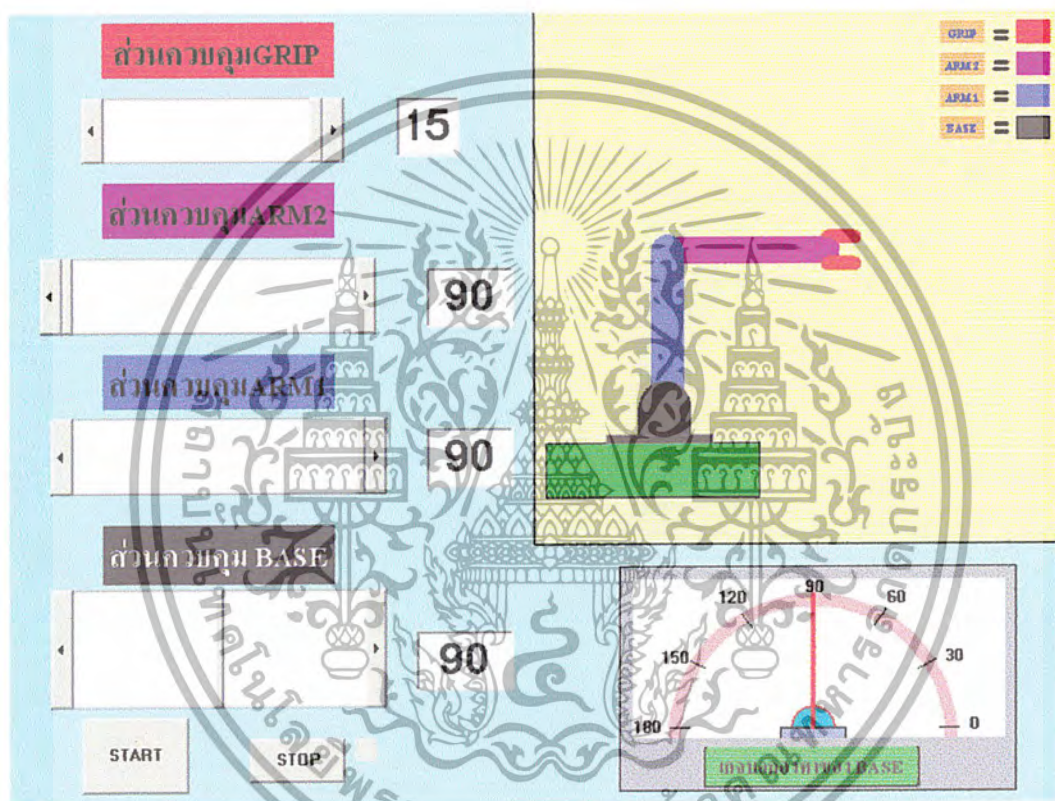 ส่วนควบคุมGRIP
15
ส่วนควบคุมARM2
90
ส่วนควบคุมARM1
90
ส่วนควบคุม BASE
90
START
STOP
GRIP =
ARM2 =
ARM1 =
BASE =
180
150
120
90
60
30
0
BASE